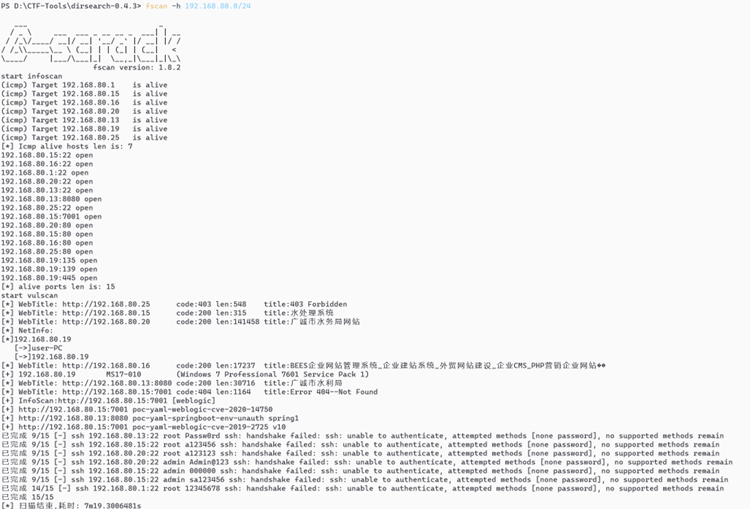 PS D:\CTF-Tools\dirsearch-0.4.3> fscan -h 192.168.80.0/24
fscan version: 1.8.2
start infoscan
(icmp) Target 192.168.80.1 is alive
(icmp) Target 192.168.80.15 is alive
(icmp) Target 192.168.80.16 is alive
(icmp) Target 192.168.80.20 is alive
(icmp) Target 192.168.80.13 is alive
(icmp) Target 192.168.80.19 is alive
(icmp) Target 192.168.80.25 is alive
[*] Icmp alive hosts len is: 7
192.168.80.15:22 open
192.168.80.16:22 open
192.168.80.1:22 open
192.168.80.20:22 open
192.168.80.13:22 open
192.168.80.13:8080 open
192.168.80.25:22 open
192.168.80.15:7001 open
192.168.80.20:80 open
192.168.80.15:80 open
192.168.80.16:80 open
192.168.80.25:80 open
192.168.80.19:135 open
192.168.80.19:139 open
192.168.80.19:445 open
[*] alive ports len is: 15
start vulscan
[*] WebTitle: http://192.168.80.25 code:403 len:548 title:403 Forbidden
[*] WebTitle: http://192.168.80.15 code:200 len:315 title:水处理系统
[*] WebTitle: http://192.168.80.20 code:200 len:141458 title:广诚市水务局网站
[*] NetInfo:
[*]192.168.80.19
[->]user-PC
[->]192.168.80.19
[*] WebTitle: http://192.168.80.16 code:200 len:17237 title:BEES企业网站管理系统_企业建站系统_外贸网站建设_企业CMS_PHP营销企业网站��
[+] 192.168.80.19 MS17-010 (Windows 7 Professional 7601 Service Pack 1)
[*] WebTitle: http://192.168.80.13:8080 code:200 len:30716 title:广诚市水利局
[*] WebTitle: http://192.168.80.15:7001 code:404 len:1164 title:Error 404--Not Found
[+] InfoScan:http://192.168.80.15:7001 [weblogic]
[+] http://192.168.80.15:7001 poc-yaml-weblogic-cve-2020-14750
[+] http://192.168.80.13:8080 poc-yaml-springboot-env-unauth spring1
[+] http://192.168.80.15:7001 poc-yaml-weblogic-cve-2019-2725 v10
已完成 9/15 [-] ssh 192.168.80.13:22 root Passw0rd ssh: handshake failed: ssh: unable to authenticate, attempted methods [none password], no supported methods remain
已完成 9/15 [-] ssh 192.168.80.15:22 root a123456 ssh: handshake failed: ssh: unable to authenticate, attempted methods [none password], no supported methods remain
已完成 9/15 [-] ssh 192.168.80.20:22 root a123123 ssh: handshake failed: ssh: unable to authenticate, attempted methods [none password], no supported methods remain
已完成 9/15 [-] ssh 192.168.80.20:22 admin Admin@123 ssh: handshake failed: ssh: unable to authenticate, attempted methods [none password], no supported methods remain
已完成 9/15 [-] ssh 192.168.80.15:22 admin sa123456 ssh: handshake failed: ssh: unable to authenticate, attempted methods [none password], no supported methods remain
已完成 9/15 [-] ssh 192.168.80.15:22 admin 000000 ssh: handshake failed: ssh: unable to authenticate, attempted methods [none password], no supported methods remain
已完成 14/15 [-] ssh 192.168.80.1:22 root 12345678 ssh: handshake failed: ssh: unable to authenticate, attempted methods [none password], no supported methods remain
已完成 15/15
[*] 扫描结束,耗时: 7m19.3006481s